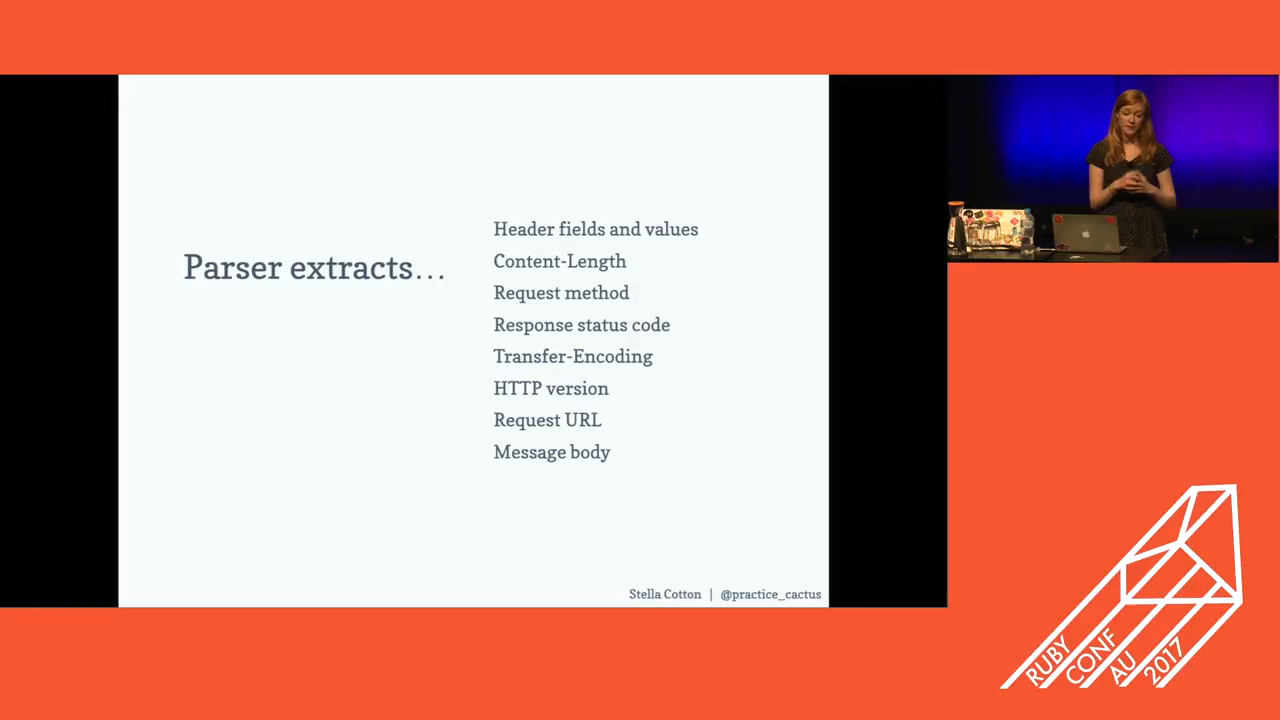 Parser extracts…
Header fields and values
Content-Length
Request method
Response status code
Transfer-Encoding
HTTP version
Request URL
Message body
Stella Cotton | @practice_cactus
RUBY
CONF
AU
2017